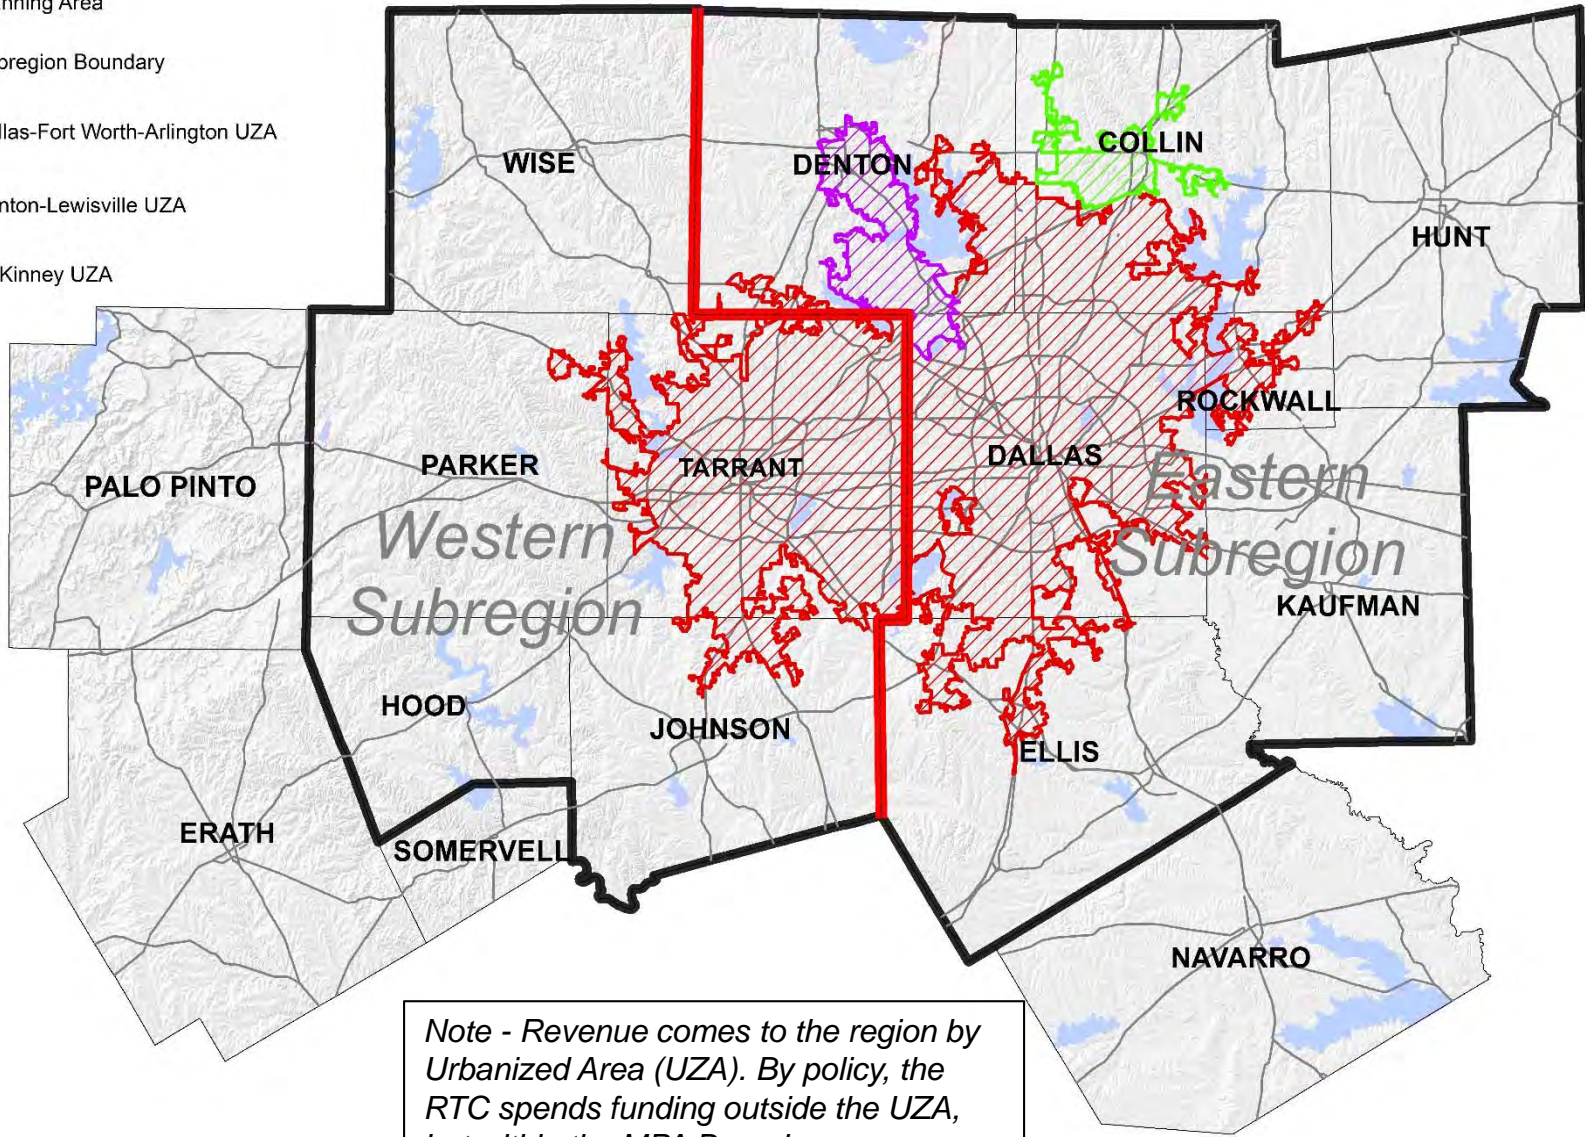 nning Area
bregion Boundary
llas-Fort Worth-Arlington UZA
nton-Lewisville UZA
Kinney UZA
WISE
DENTON
COLLIN
HUNT
ROCKWALL
PALO PINTO
PARKER
TARRANT
DALLAS
Western
Subregion
Eastern
Subregion
KAUFMAN
HOOD
JOHNSON
ELLIS
ERATH
SOMERVELL
NAVARRO
Note - Revenue comes to the region by
Urbanized Area (UZA). By policy, the
RTC spends funding outside the UZA,